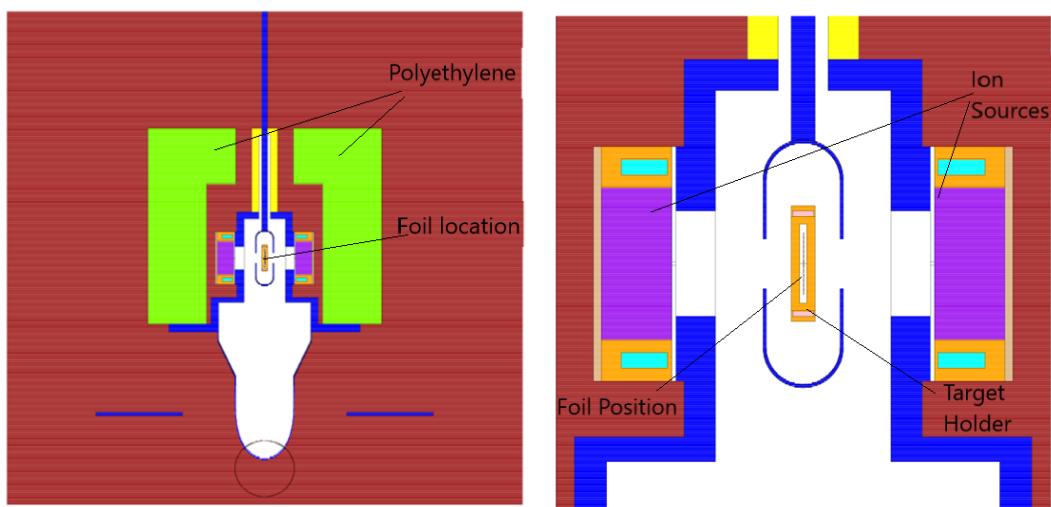 Polyethylene
Foil location
Ion
Sources
Foil Position
Target
Holder